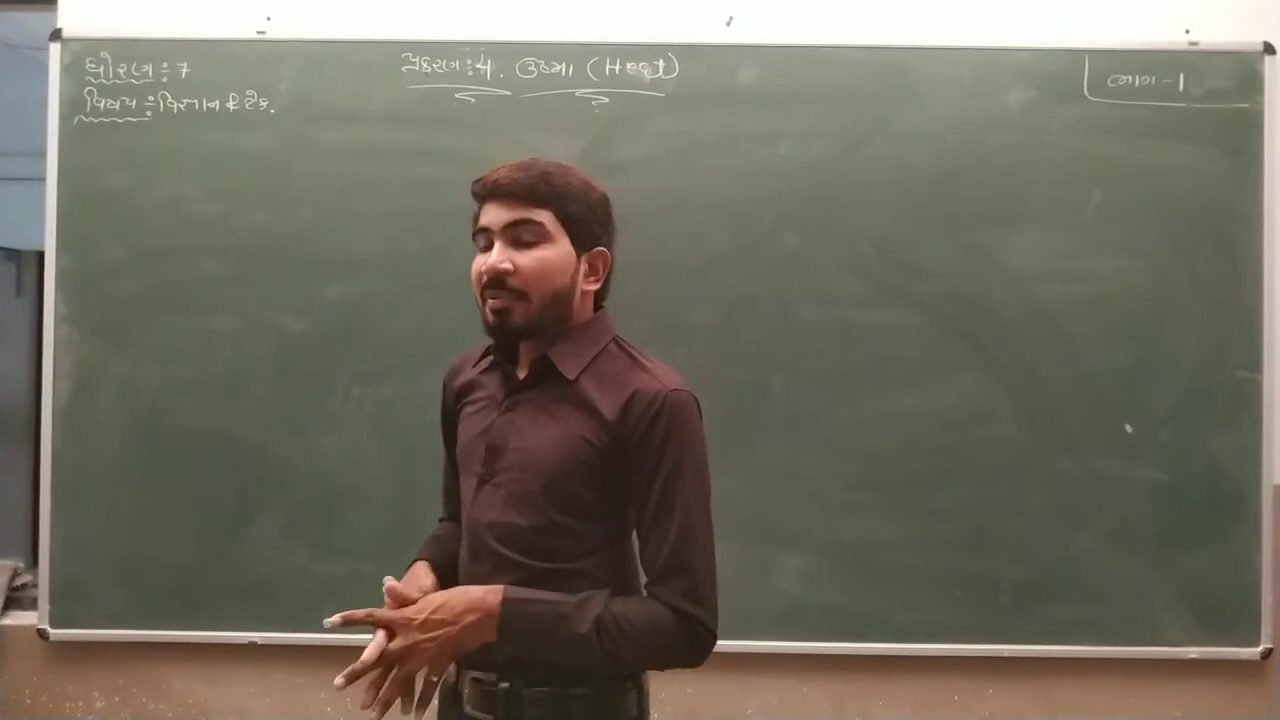 ધોરણ : 7
પ્રકરણ : 4. ઉષ્મા (Heat)
ભાગ - 1
વિષય : વિજ્ઞાન & ટેક.